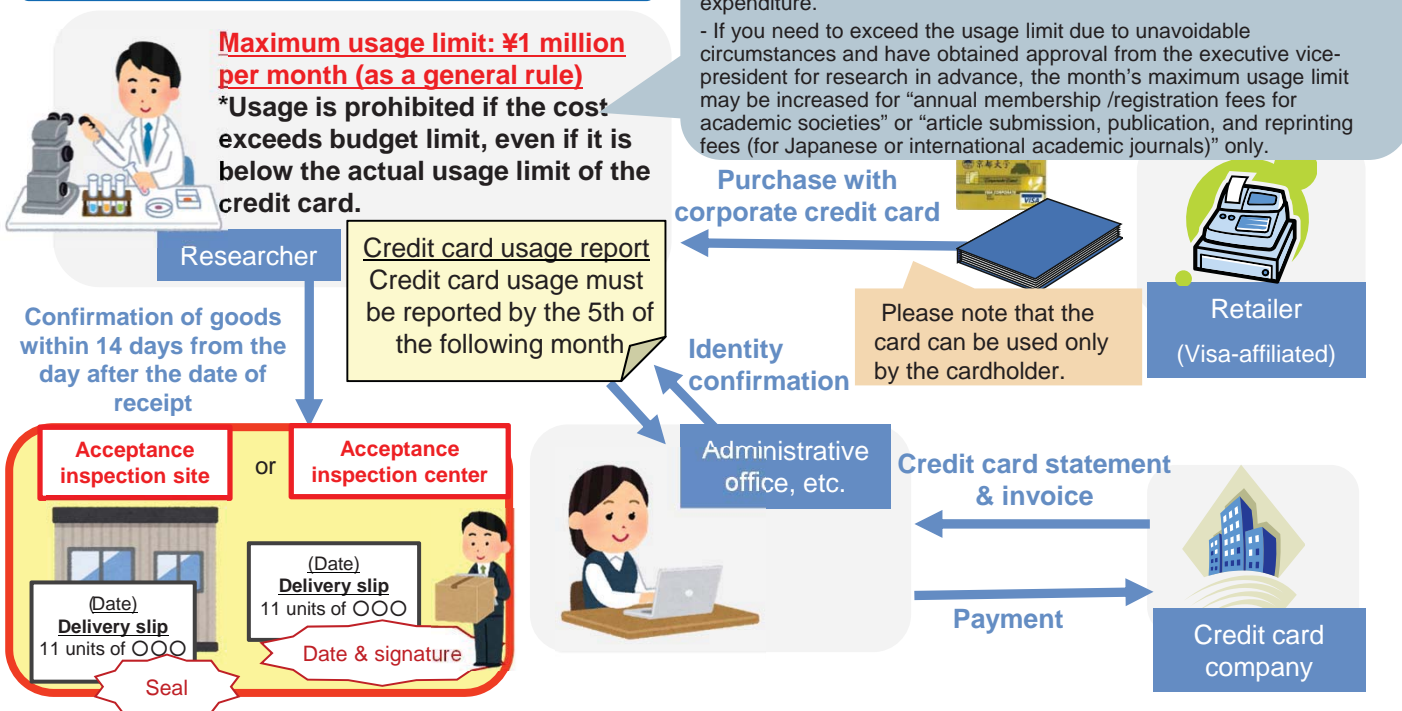 expenditure.
- If you need to exceed the usage limit due to unavoidable
circumstances and have obtained approval from the executive vice-
president for research in advance, the month's maximum usage limit
may be increased for “annual membership /registration fees for
academic societies” or “article submission, publication, and reprinting
fees (for Japanese or international academic journals)” only.
Maximum usage limit: ¥1 million
per month (as a general rule)
*Usage is prohibited if the cost
exceeds budget limit, even if it is
below the actual usage limit of the
credit card.
Researcher
Purchase with
corporate credit card
京都大学
VISA
Retailer
(Visa-affiliated)
Please note that the
card can be used only
by the cardholder.
Credit card usage report
Credit card usage must
be reported by the 5th of
the following month
Identity
confirmation
Confirmation of goods
within 14 days from the
day after the date of
receipt
Acceptance
inspection site
or
Acceptance
inspection center
(Date)
Delivery slip
11 units of ○○○
Seal
(Date)
Delivery slip
11 units of ○○○
Date & signature
Administrative
office, etc.
Credit card statement
& invoice
Payment
Credit card
company